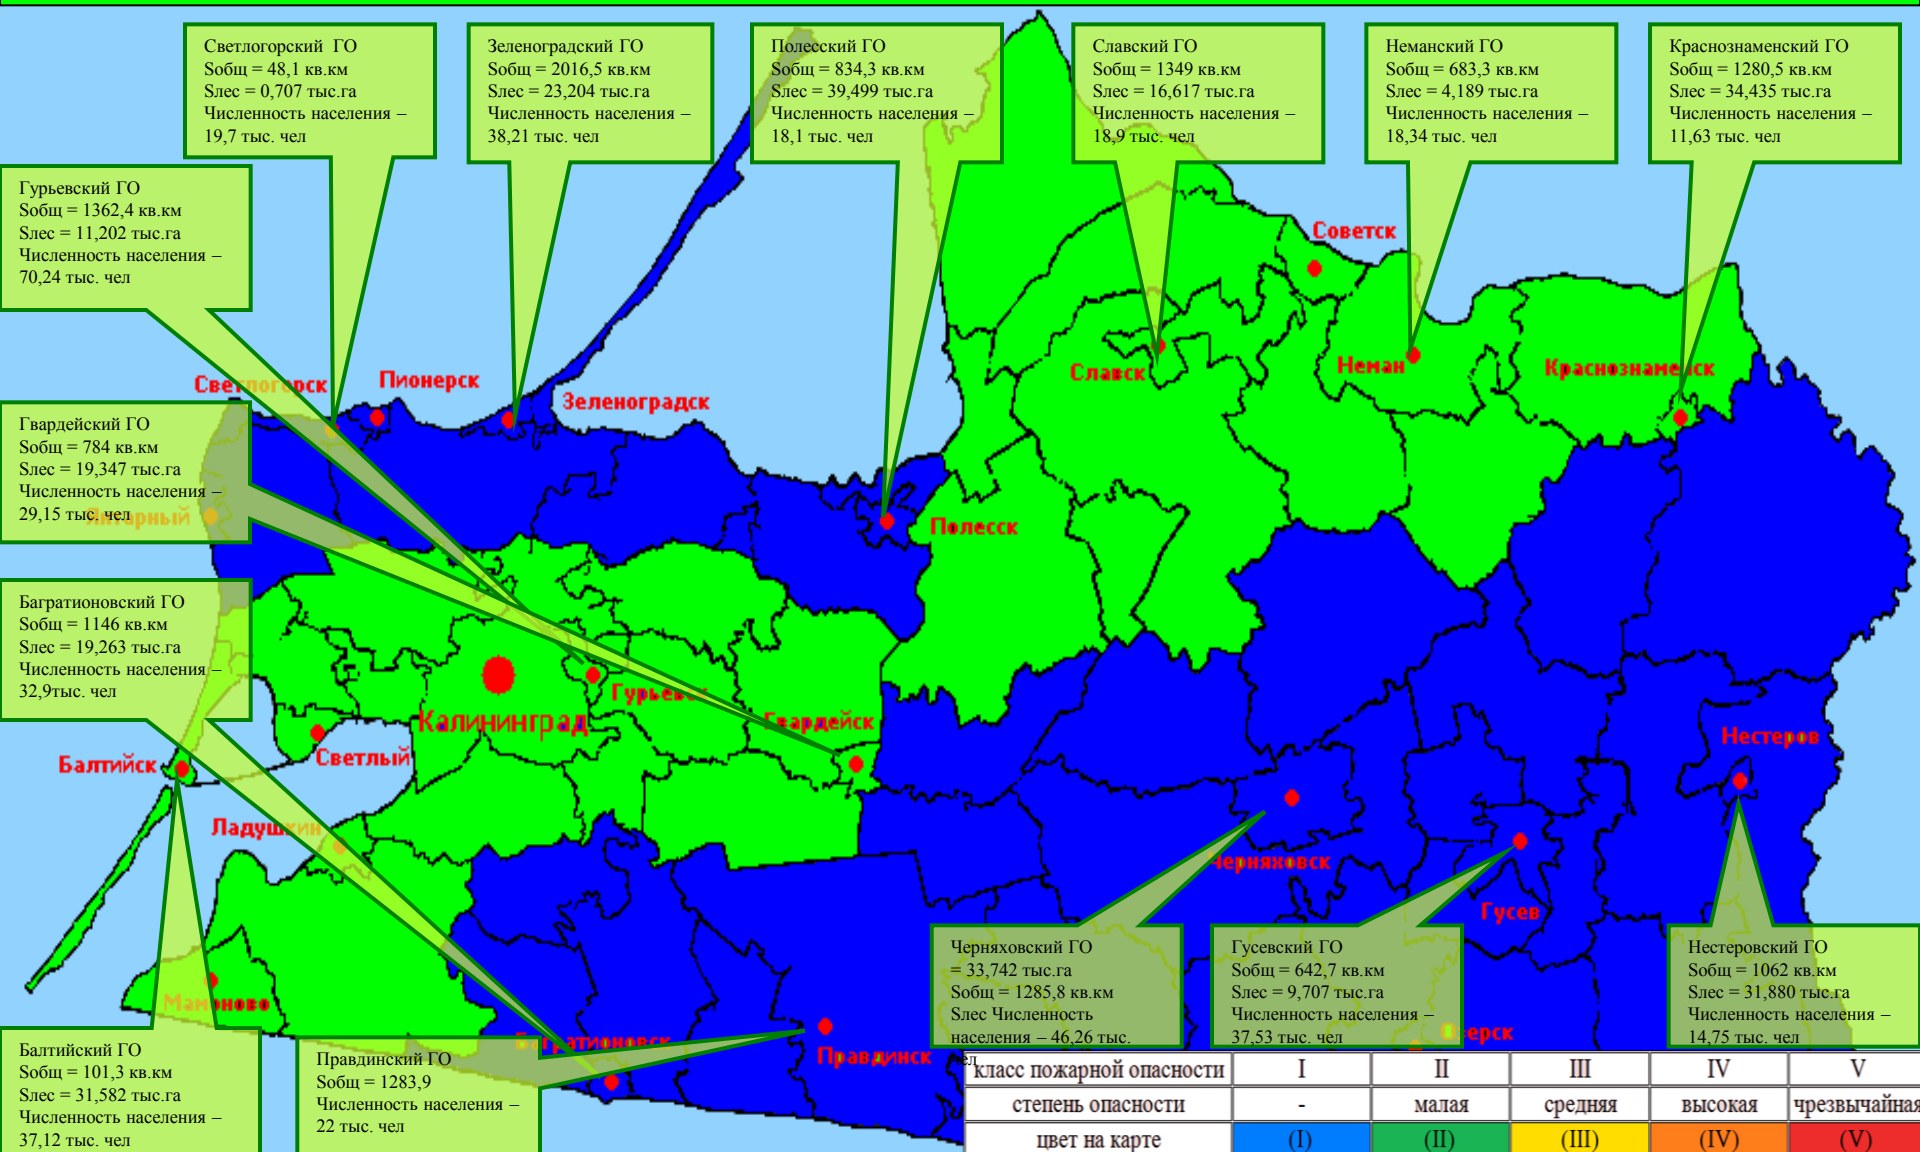 Светлогорский ГО
Sобщ = 48,1 кв.км
Sлес = 0,707 тыс.га
Численность населения –
19,7 тыс. чел
Зеленоградский ГО
Sобщ = 2016,5 кв.км
Sлес = 23,204 тыс.га
Численность населения –
38,21 тыс. чел
Полесский ГО
Sобщ = 834,3 кв.км
Sлес = 39,499 тыс.га
Численность населения –
18,1 тыс. чел
Славский ГО
Sобщ = 1349 кв.км
Sлес = 16,617 тыс.га
Численность населения –
18,9 тыс. чел
Неманский ГО
Sобщ = 683,3 кв.км
Sлес = 4,189 тыс.га
Численность населения –
18,34 тыс. чел
Краснознаменский ГО
Sобщ = 1280,5 кв.км
Sлес = 34,435 тыс.га
Численность населения –
11,63 тыс. чел
Гурьевский ГО
Sобщ = 1362,4 кв.км
Sлес = 11,202 тыс.га
Численность населения –
70,24 тыс. чел
Советск
Светлогорск
Пионерск
Зеленоградск
Славск
Неман
Краснознаменск
Гвардейский ГО
Sобщ = 784 кв.км
Sлес = 19,347 тыс.га
Численность населения –
29,15 тыс. чел
Янтарный
Полесск
Багратионовский ГО
Sобщ = 1146 кв.км
Sлес = 19,263 тыс.га
Численность населения –
32,9тыс. чел
Гурьевск
Калининград
Гвардейск
Нестеров
Балтийск
Светлый
Ладушкин
Черняховск
Гусев
Мамоново
Багратионовск
Правдинск
Озерск
Черняховский ГО
= 33,742 тыс.га
Sобщ = 1285,8 кв.км
Sлес Численность
населения – 46,26 тыс.
чел
Гусевский ГО
Sобщ = 642,7 кв.км
Sлес = 9,707 тыс.га
Численность населения –
37,53 тыс. чел
Нестеровский ГО
Sобщ = 1062 кв.км
Sлес = 31,880 тыс.га
Численность населения –
14,75 тыс. чел
Балтийский ГО
Sобщ = 101,3 кв.км
Sлес = 31,582 тыс.га
Численность населения –
37,12 тыс. чел
Правдинский ГО
Sобщ = 1283,9
Численность населения –
22 тыс. чел
класс пожарной опасности I II III IV V
степень опасности - малая средняя высокая чрезвычайная
цвет на карте (I) (II) (III) (IV) (V)